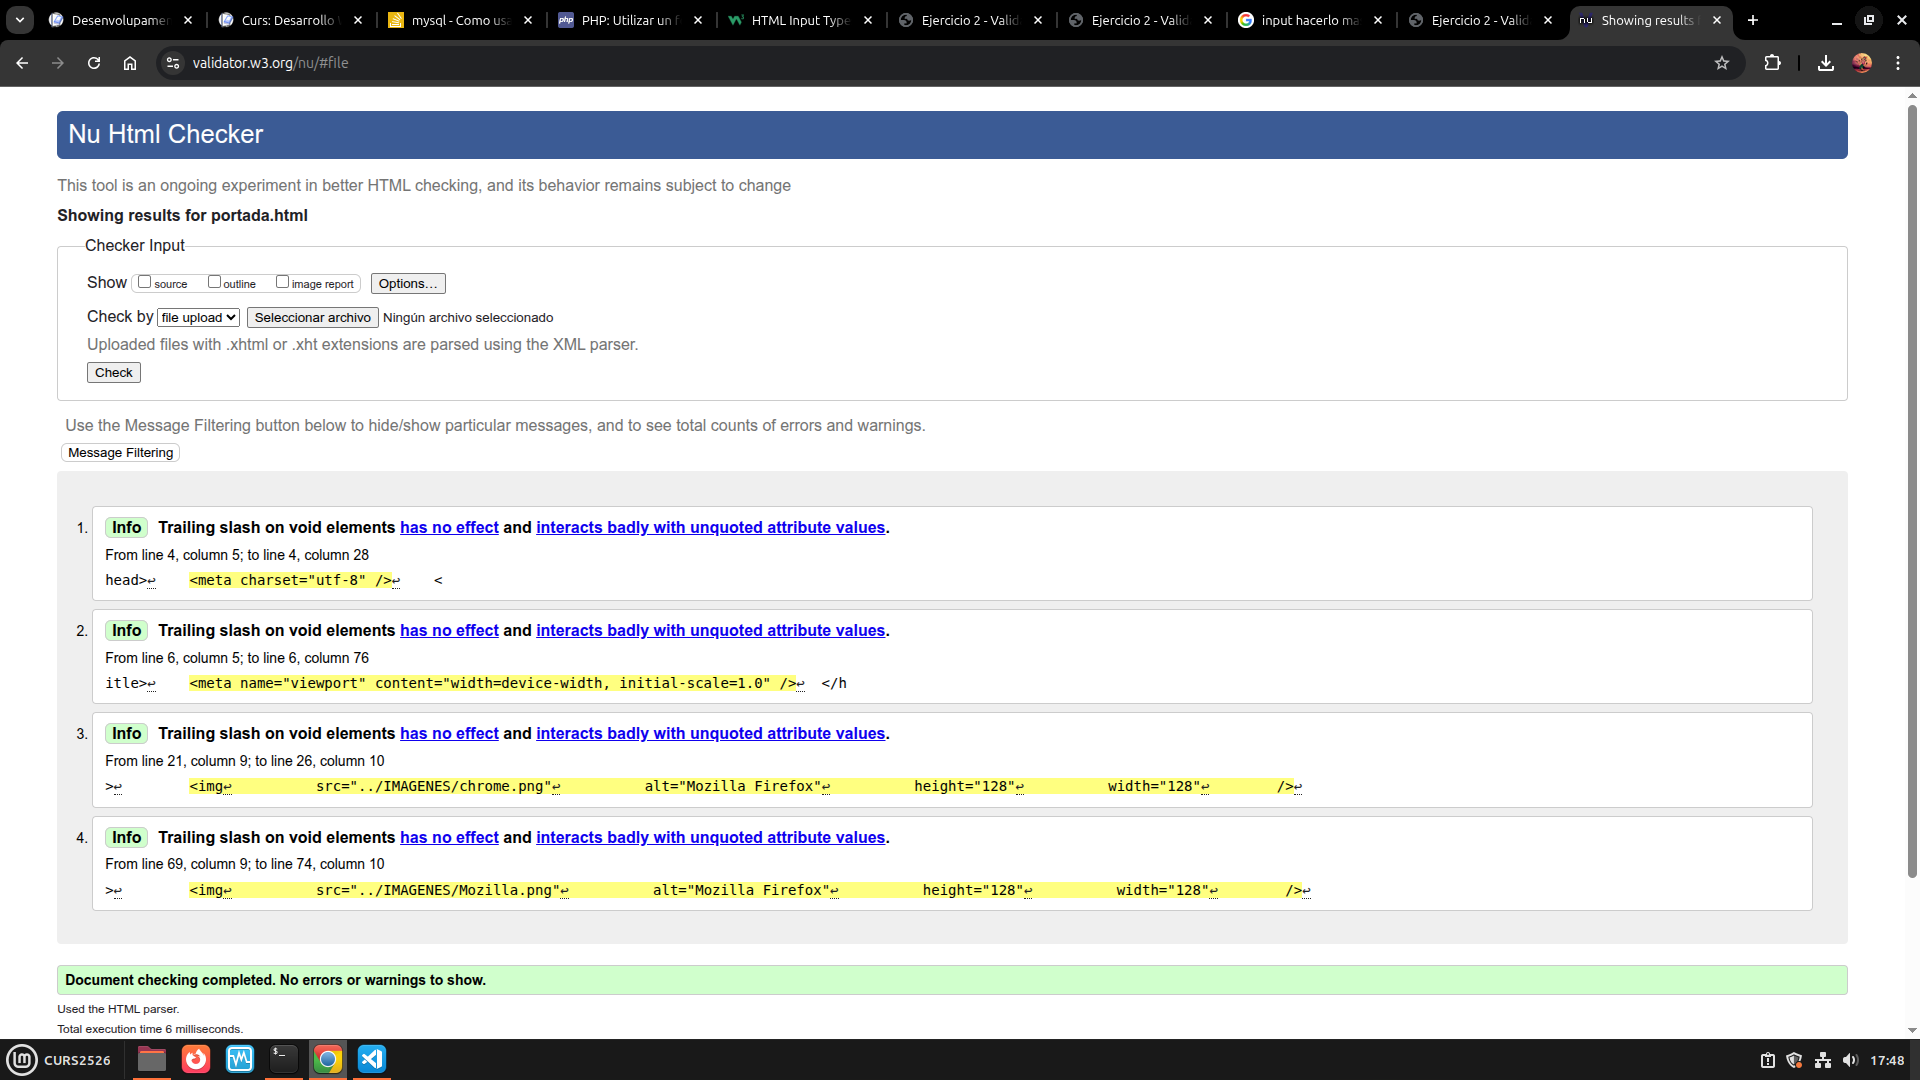 Desenvolupamer
Curs: Desarrollo
mysql - Como us
PHP: Utilizar un f
HTML Input Type
Ejercicio 2 - Valid
Ejercicio 2 - Valid
input hacerlo ma
Ejercicio 2 - Valid
Showing results
validator.w3.org/nu/#file
Nu Html Checker
This tool is an ongoing experiment in better HTML checking, and its behavior remains subject to change
Showing results for portada.html
Checker Input
Show source outline image report Options…
Check by file upload Seleccionar archivo Ningún archivo seleccionado
Uploaded files with .xhtml or .xht extensions are parsed using the XML parser.
Check
Use the Message Filtering button below to hide/show particular messages, and to see total counts of errors and warnings.
Message Filtering
1. Info Trailing slash on void elements has no effect and interacts badly with unquoted attribute values.
From line 4, column 5; to line 4, column 28
head>↩    <meta charset="utf-8" />↩    <
2. Info Trailing slash on void elements has no effect and interacts badly with unquoted attribute values.
From line 6, column 5; to line 6, column 76
itle>↩    <meta name="viewport" content="width=device-width, initial-scale=1.0" />↩  </h
3. Info Trailing slash on void elements has no effect and interacts badly with unquoted attribute values.
From line 21, column 9; to line 26, column 10
>↩        <img↩          src="../IMAGENES/chrome.png"↩          alt="Mozilla Firefox"↩          height="128"↩          width="128"↩        />↩
4. Info Trailing slash on void elements has no effect and interacts badly with unquoted attribute values.
From line 69, column 9; to line 74, column 10
>↩        <img↩          src="../IMAGENES/Mozilla.png"↩          alt="Mozilla Firefox"↩          height="128"↩          width="128"↩        />↩
Document checking completed. No errors or warnings to show.
Used the HTML parser.
Total execution time 6 milliseconds.
CURS2526
17:48